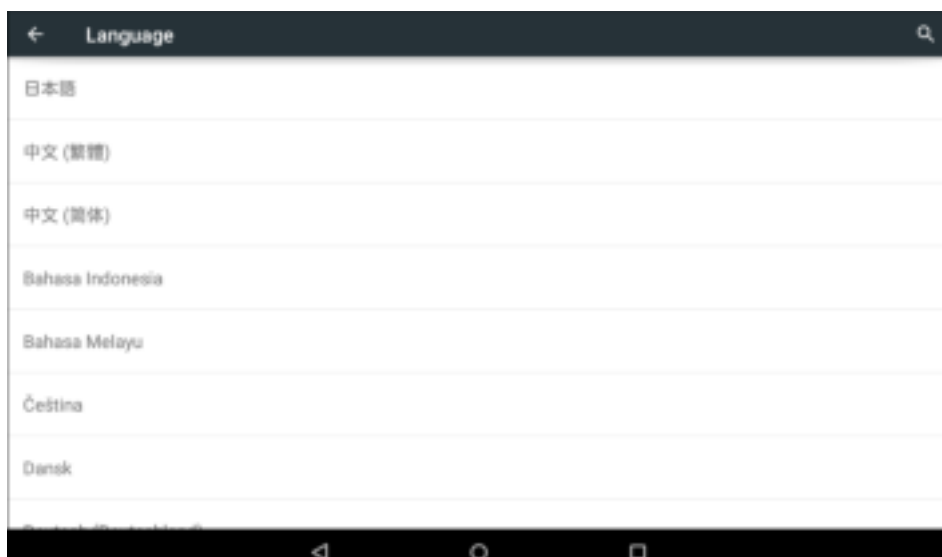 Language
日本語
中文 (繁體)
中文 (简体)
Bahasa Indonesia
Bahasa Melayu
Čeština
Dansk